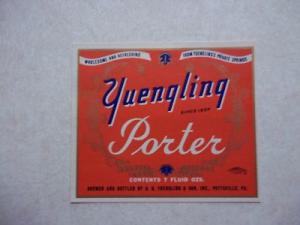 WHOLESOME AND REFRESHING
FROM YUENGLING'S PRIVATE SPRINGS
Yuengling
SINCE 1829
Porter
CONTENTS 7 FLUID OZS.
BREWED AND BOTTLED BY D. G. YUENGLING & SON, INC., POTTSVILLE, PA.